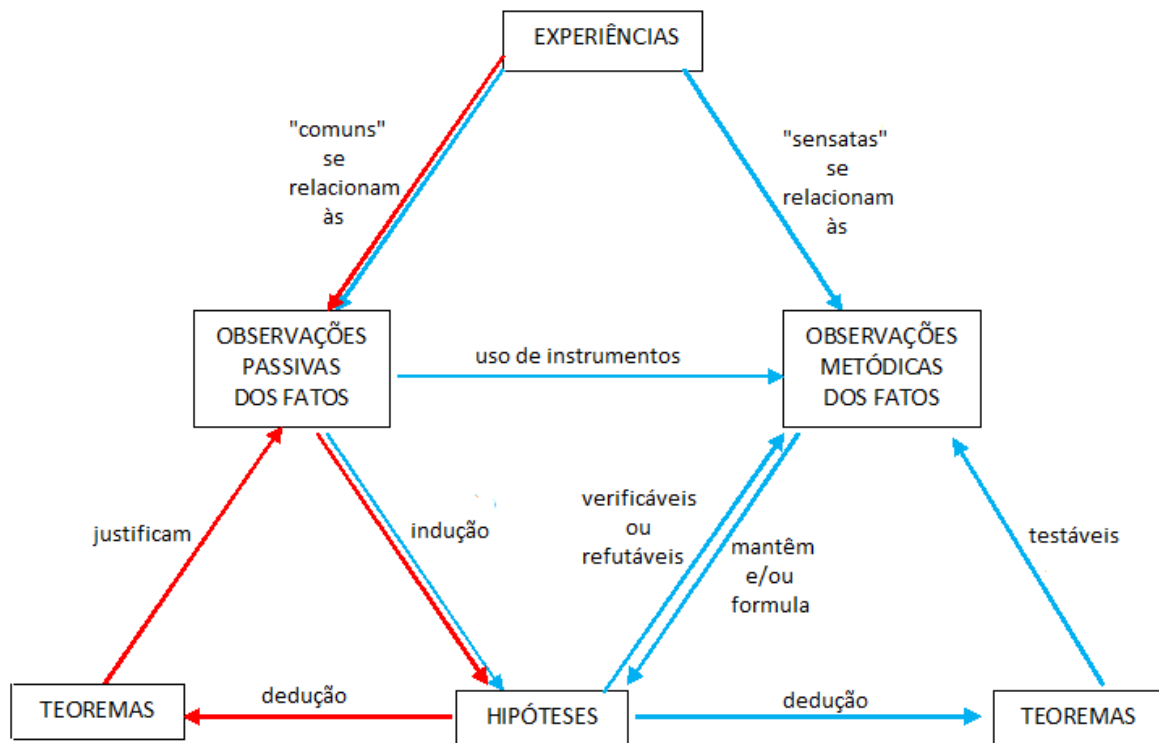 EXPERIÊNCIAS
"comuns"
se
relacionam
às
"sensatas"
se
relacionam
às
OBSERVAÇÕES
PASSIVAS
DOS FATOS
uso de instrumentos
OBSERVAÇÕES
METÓDICAS
DOS FATOS
justificam
indução
verificáveis
ou
refutáveis
mantêm
e/ou
formula
testáveis
TEOREMAS
dedução
HIPÓTESES
dedução
TEOREMAS